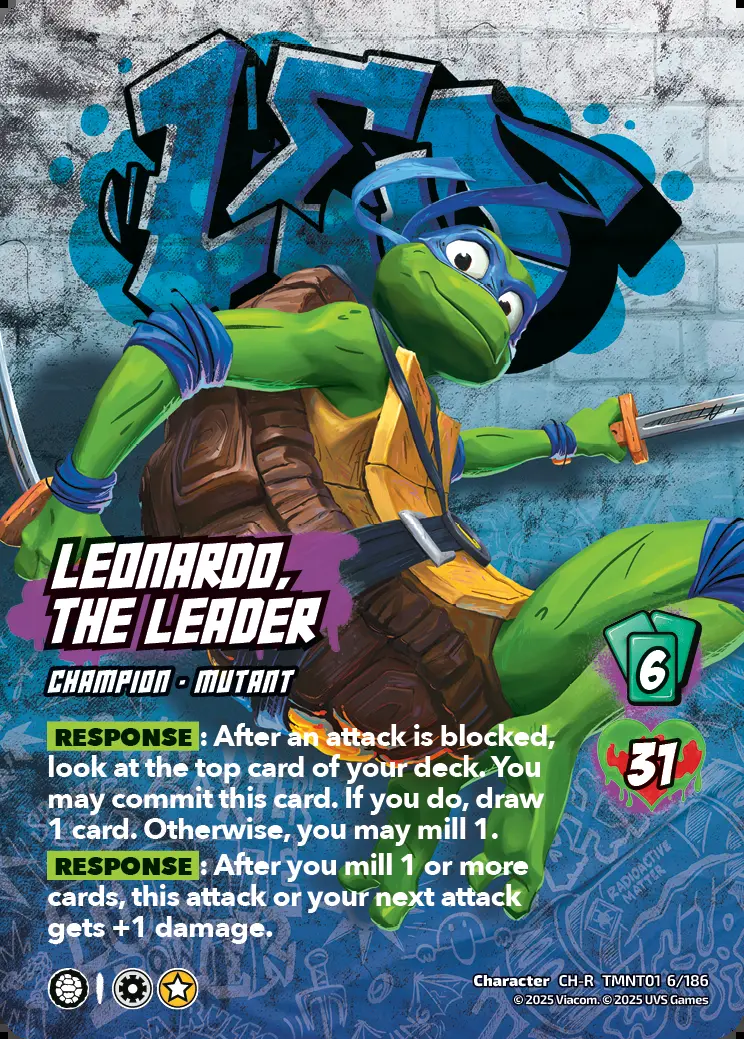 LEO
LEONARDO,
THE LEADER
CHAMPION · MUTANT
6
31
RESPONSE : After an attack is blocked,
look at the top card of your deck. You
may commit this card. If you do, draw
1 card. Otherwise, you may mill 1.
RESPONSE : After you mill 1 or more
cards, this attack or your next attack
gets +1 damage.
RADIOACTIVE
MATTER
Character CH-R TMNT01 6/186
© 2025 Viacom. © 2025 UVS Games